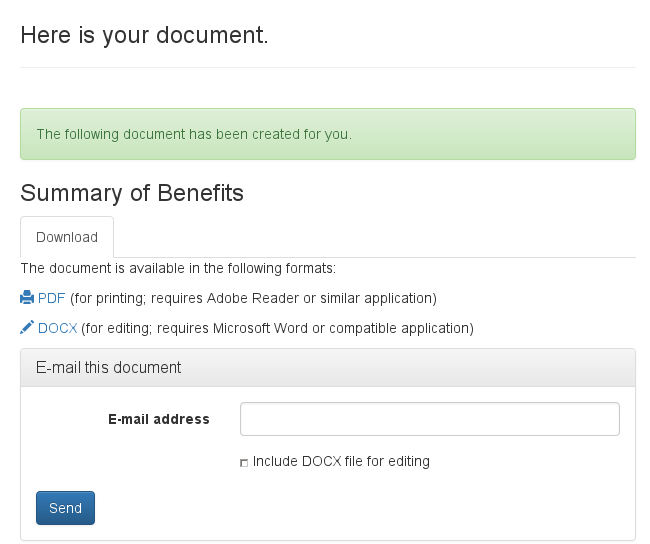 Here is your document.
The following document has been created for you.
Summary of Benefits
Download
The document is available in the following formats:
PDF (for printing; requires Adobe Reader or similar application)
DOCX (for editing; requires Microsoft Word or compatible application)
E-mail this document
E-mail address
Include DOCX file for editing
Send